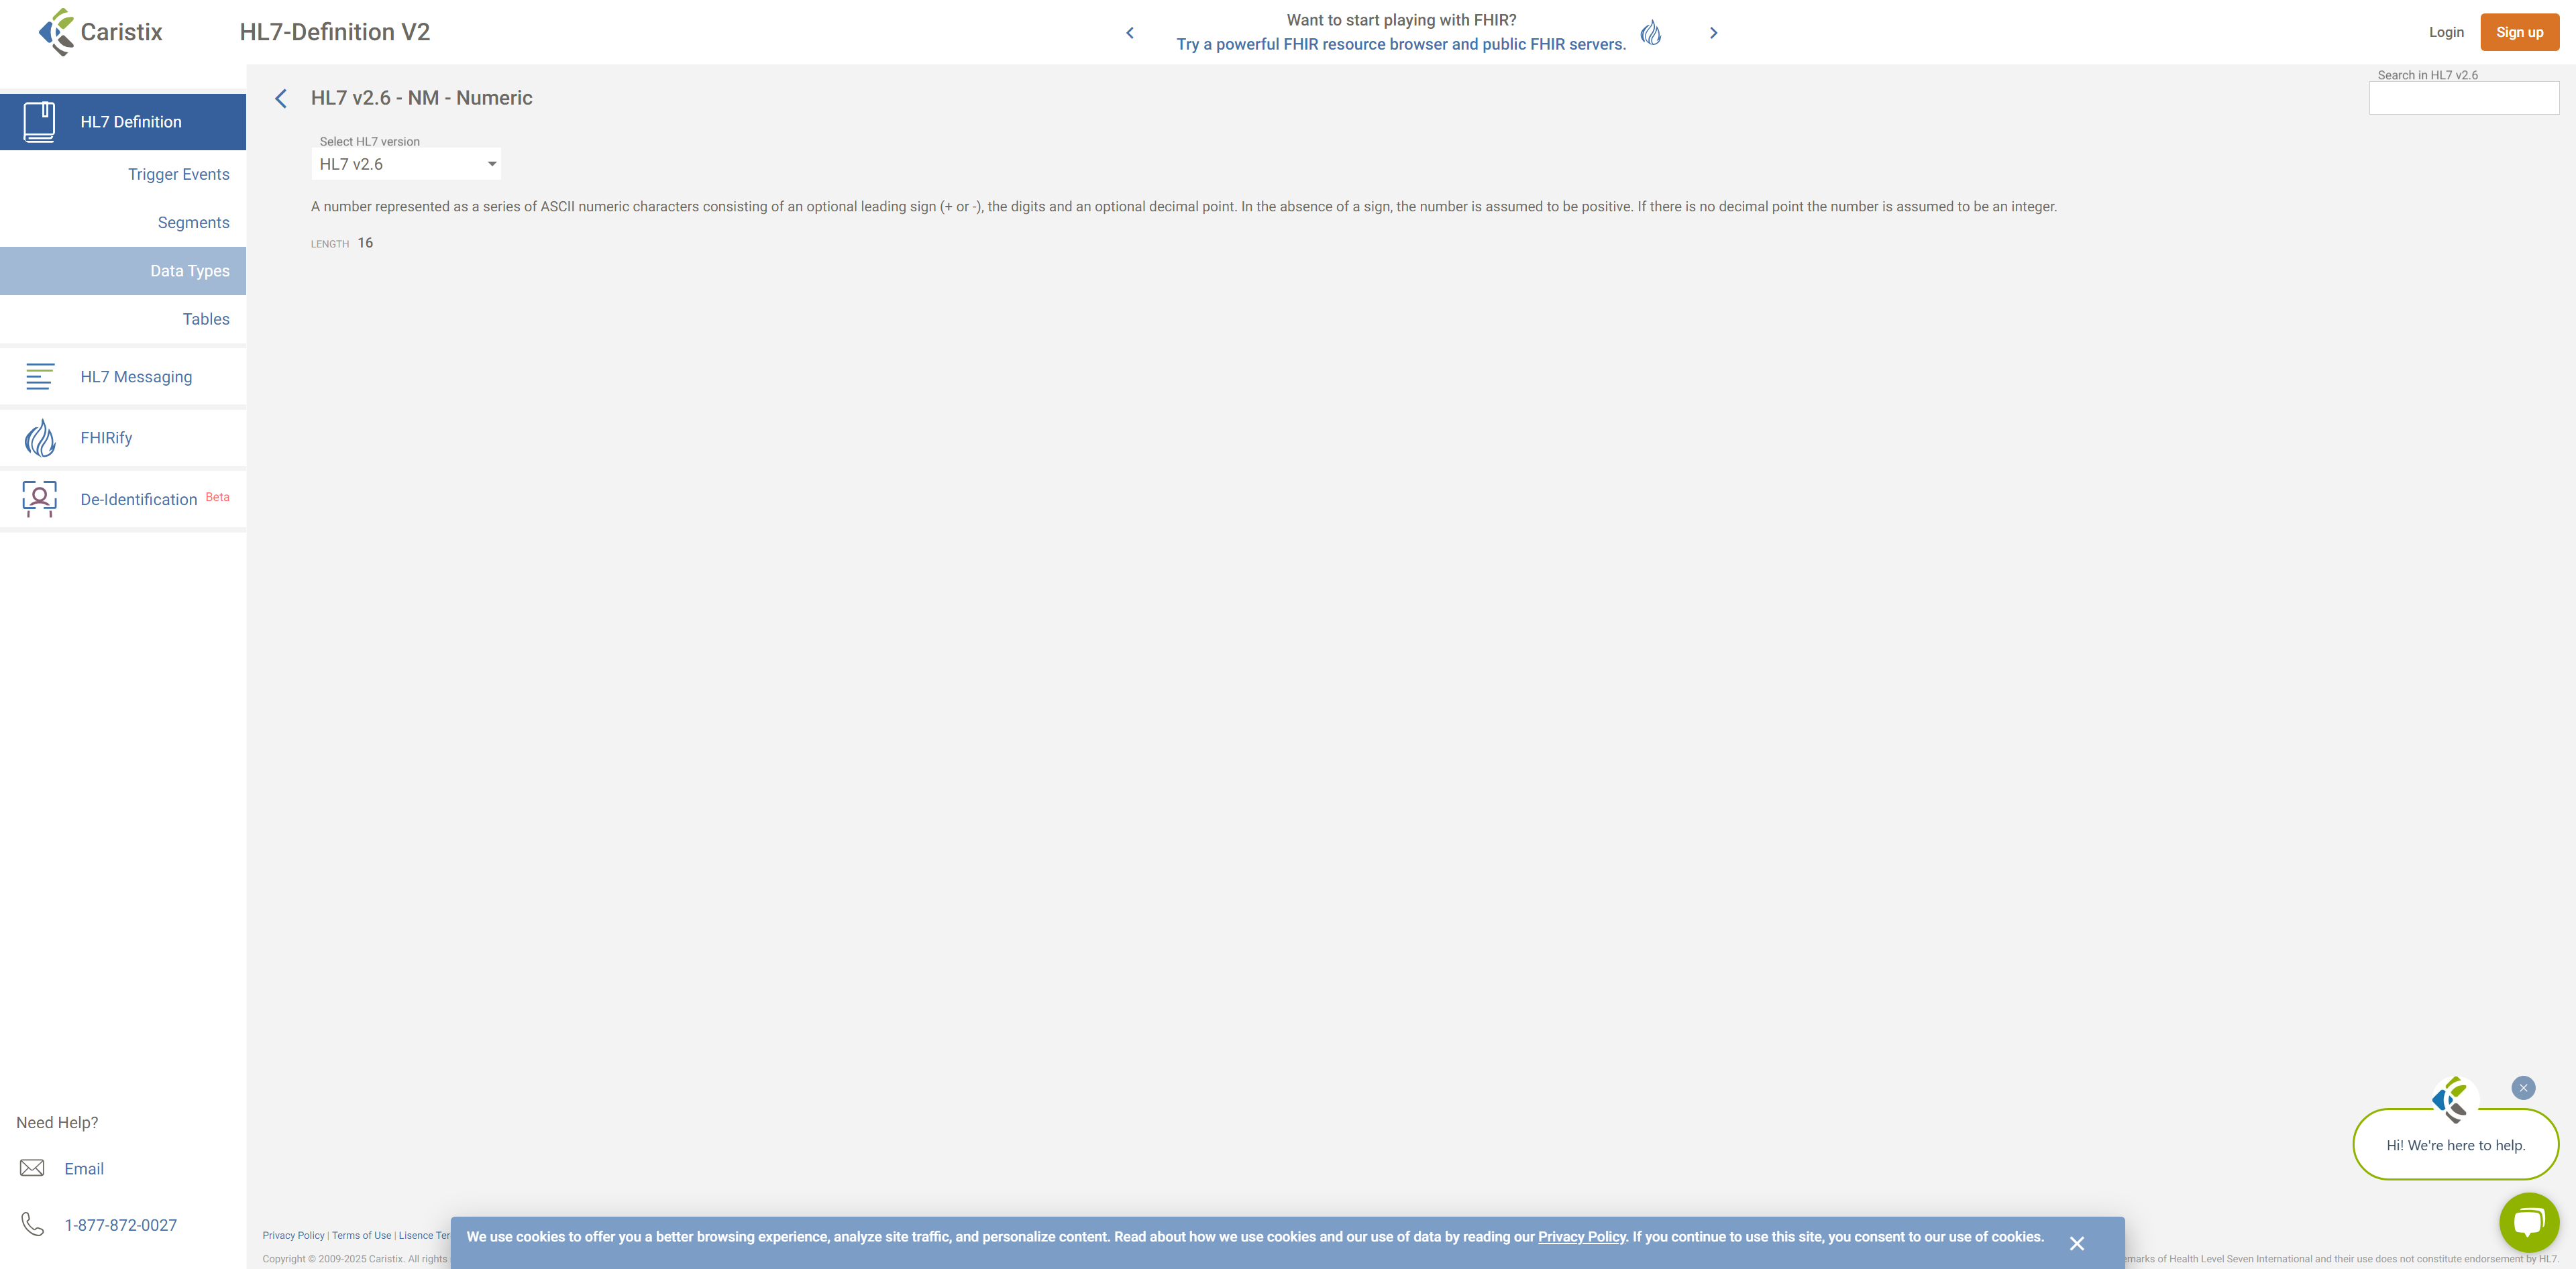 Caristix
HL7-Definition V2
Want to start playing with FHIR?
Try a powerful FHIR resource browser and public FHIR servers.
Login
Sign up
HL7 Definition
Trigger Events
Segments
Data Types
Tables
HL7 Messaging
FHIRify
De-Identification Beta
Need Help?
Email
1-877-872-0027
HL7 v2.6 - NM - Numeric
Search in HL7 v2.6
Select HL7 version
HL7 v2.6
A number represented as a series of ASCII numeric characters consisting of an optional leading sign (+ or -), the digits and an optional decimal point. In the absence of a sign, the number is assumed to be positive. If there is no decimal point the number is assumed to be an integer.
LENGTH 16
Hi! We're here to help.
Privacy Policy | Terms of Use | Lisence Ter
We use cookies to offer you a better browsing experience, analyze site traffic, and personalize content. Read about how we use cookies and our use of data by reading our Privacy Policy. If you continue to use this site, you consent to our use of cookies.
Copyright © 2009-2025 Caristix. All rights
emarks of Health Level Seven International and their use does not constitute endorsement by HL7.